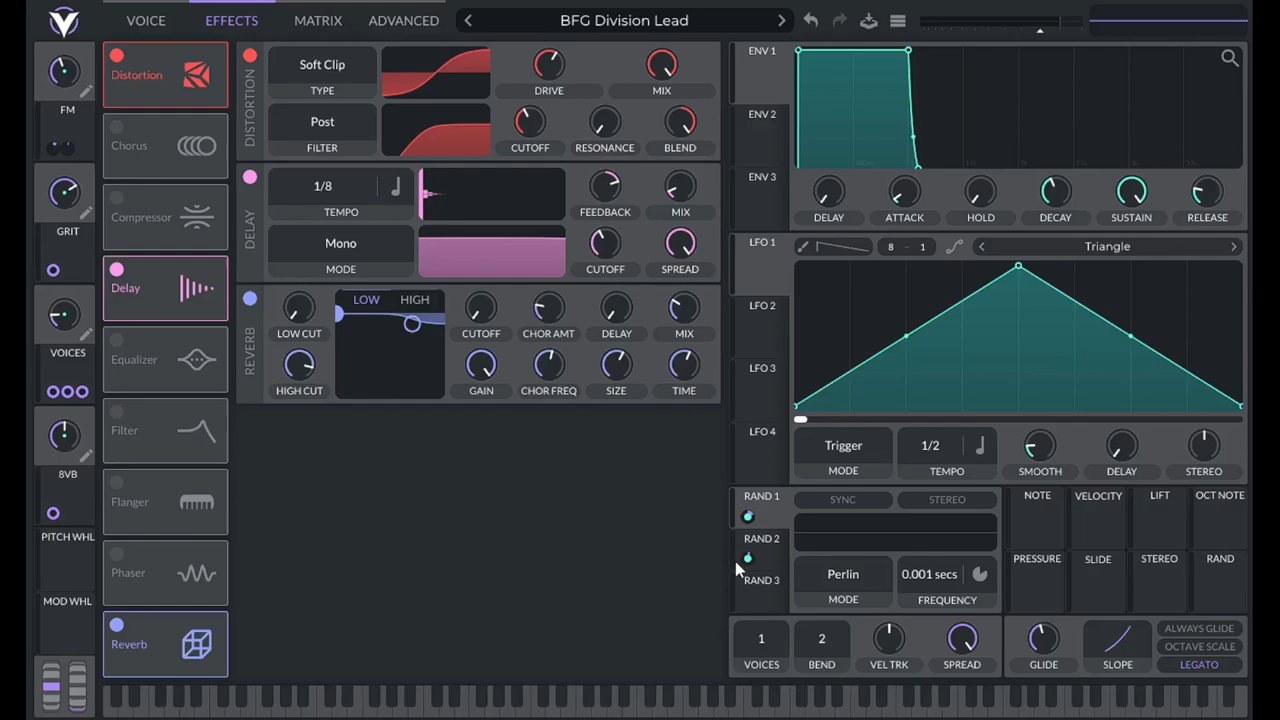 VOICE EFFECTS MATRIX ADVANCED BFG Division Lead
FM
GRIT
VOICES
8VB
PITCH WHL
MOD WHL
Distortion
Chorus
Compressor
Delay
Equalizer
Filter
Flanger
Phaser
Reverb
DISTORTION
Soft Clip
TYPE DRIVE MIX
Post
FILTER CUTOFF RESONANCE BLEND
DELAY
1/8
TEMPO FEEDBACK MIX
Mono
MODE CUTOFF SPREAD
REVERB
LOW HIGH
LOW CUT CUTOFF CHOR AMT DELAY MIX
HIGH CUT GAIN CHOR FREQ SIZE TIME
ENV 1
ENV 2
ENV 3
DELAY ATTACK HOLD DECAY SUSTAIN RELEASE
LFO 1
LFO 2
LFO 3
LFO 4
8 - 1 Triangle
Trigger 1/2
MODE TEMPO SMOOTH DELAY STEREO
RAND 1
RAND 2
RAND 3
SYNC STEREO
Perlin 0.001 secs
MODE FREQUENCY
NOTE VELOCITY LIFT OCT NOTE
PRESSURE SLIDE STEREO RAND
1 2
VOICES BEND VEL TRK SPREAD GLIDE SLOPE
ALWAYS GLIDE
OCTAVE SCALE
LEGATO